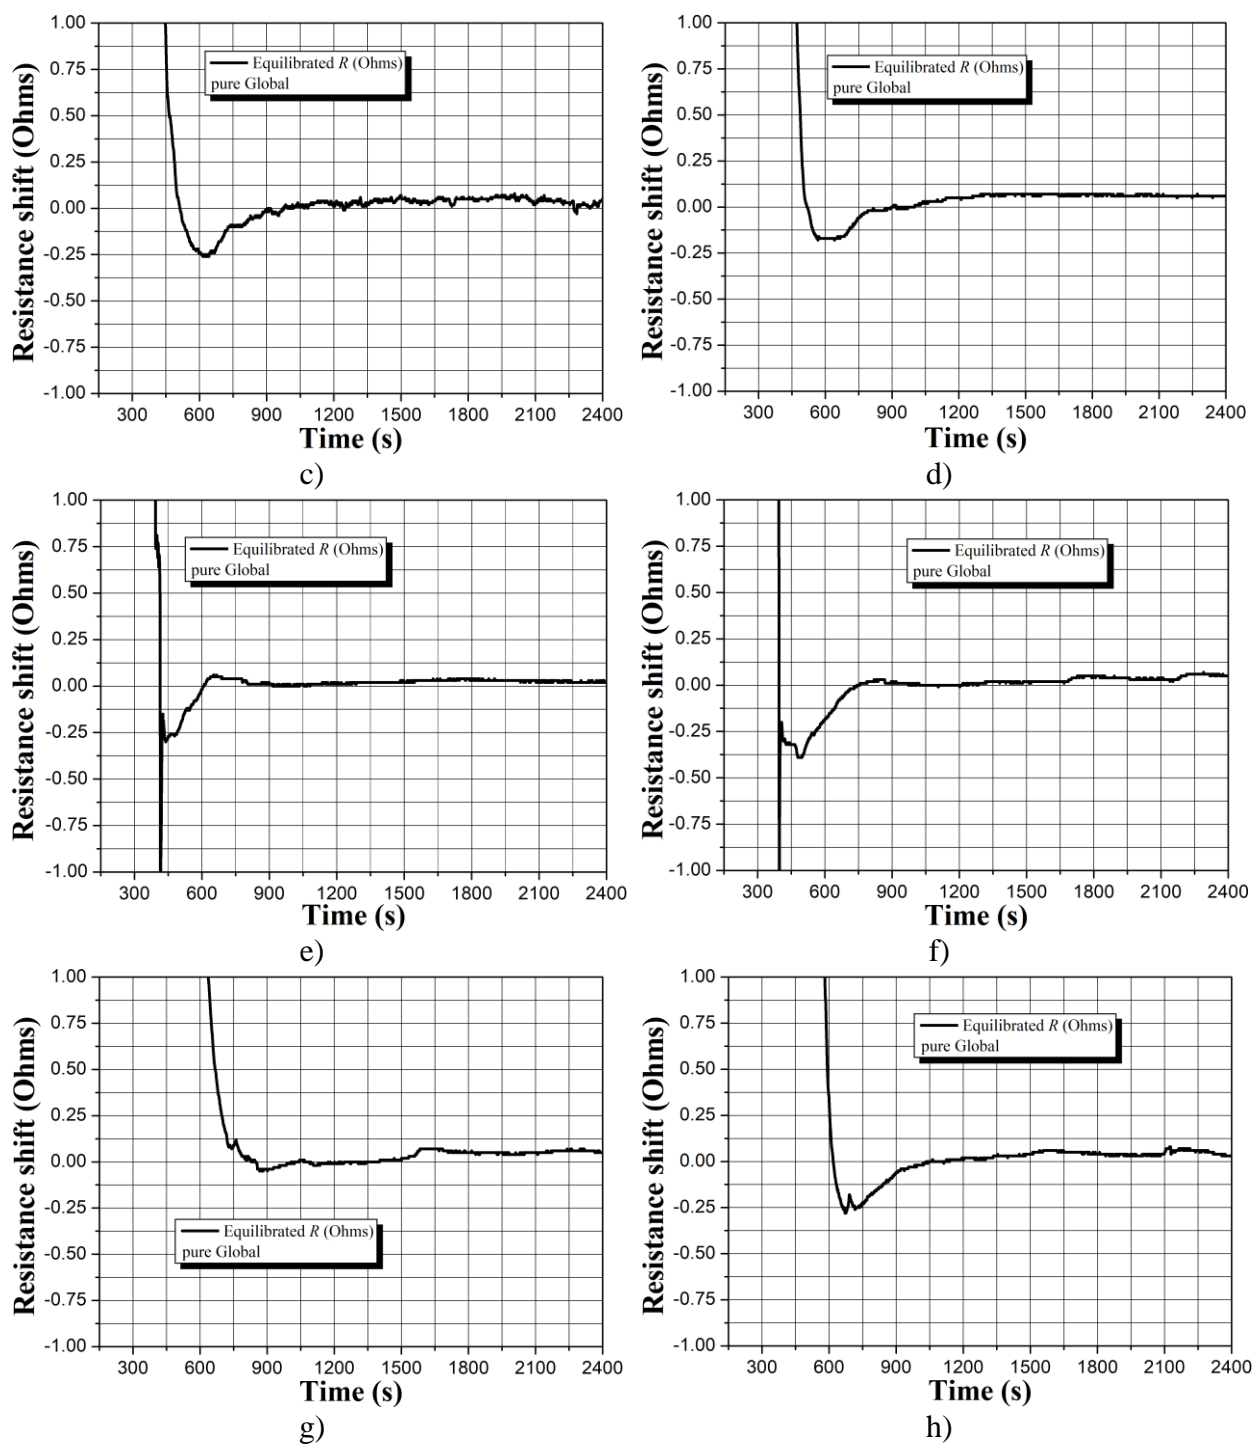 Resistance shift (Ohms)
1.00
0.75
0.50
0.25
0.00
-0.25
-0.50
-0.75
-1.00
Equilibrated R (Ohms)
pure Global
300 600 900 1200 1500 1800 2100 2400
Time (s)
c)
Resistance shift (Ohms)
1.00
0.75
0.50
0.25
0.00
-0.25
-0.50
-0.75
-1.00
Equilibrated R (Ohms)
pure Global
300 600 900 1200 1500 1800 2100 2400
Time (s)
d)
Resistance shift (Ohms)
1.00
0.75
0.50
0.25
0.00
-0.25
-0.50
-0.75
-1.00
Equilibrated R (Ohms)
pure Global
300 600 900 1200 1500 1800 2100 2400
Time (s)
e)
Resistance shift (Ohms)
1.00
0.75
0.50
0.25
0.00
-0.25
-0.50
-0.75
-1.00
Equilibrated R (Ohms)
pure Global
300 600 900 1200 1500 1800 2100 2400
Time (s)
f)
Resistance shift (Ohms)
1.00
0.75
0.50
0.25
0.00
-0.25
-0.50
-0.75
-1.00
Equilibrated R (Ohms)
pure Global
300 600 900 1200 1500 1800 2100 2400
Time (s)
g)
Resistance shift (Ohms)
1.00
0.75
0.50
0.25
0.00
-0.25
-0.50
-0.75
-1.00
Equilibrated R (Ohms)
pure Global
300 600 900 1200 1500 1800 2100 2400
Time (s)
h)